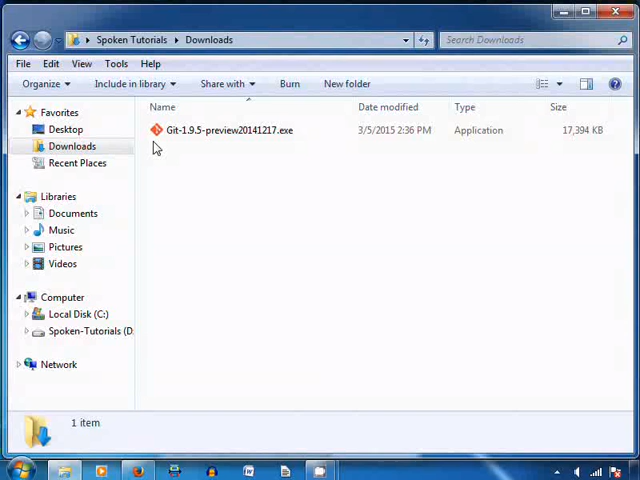 Spoken Tutorials Downloads Search Downloads
File Edit View Tools Help
Organize Include in library Share with Burn New folder
Name Date modified Type Size
Git-1.9.5-preview20141217.exe 3/5/2015 2:36 PM Application 17,394 KB
Favorites
Desktop
Downloads
Recent Places
Libraries
Documents
Music
Pictures
Videos
Computer
Local Disk (C:)
Spoken-Tutorials (D:
Network
1 item